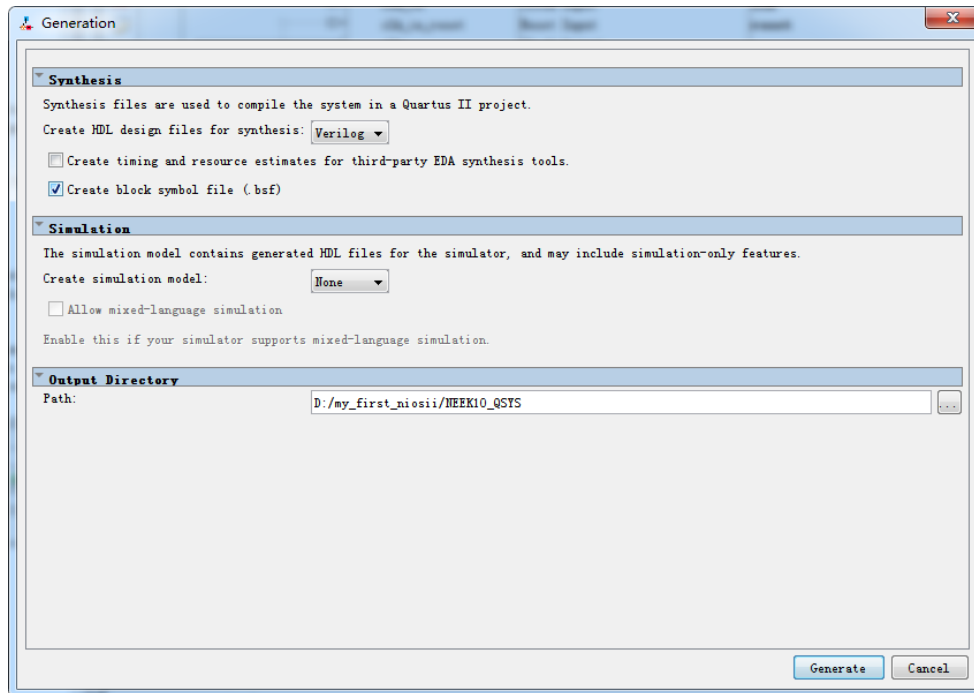 Generation
Synthesis
Synthesis files are used to compile the system in a Quartus II project.
Create HDL design files for synthesis: Verilog
Create timing and resource estimates for third-party EDA synthesis tools.
Create block symbol file (.bsf)
Simulation
The simulation model contains generated HDL files for the simulator, and may include simulation-only features.
Create simulation model: None
Allow mixed-language simulation
Enable this if your simulator supports mixed-language simulation.
Output Directory
Path: D:/my_first_niosii/NEEK10_QSYS ...
Generate Cancel